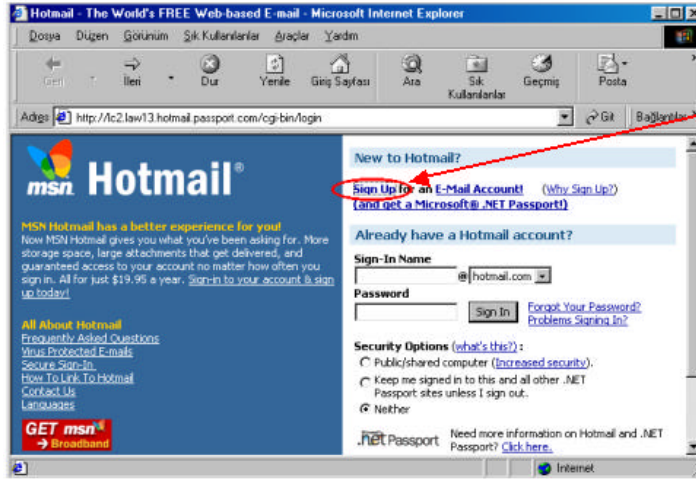 Hotmail - The World's FREE Web-based E-mail - Microsoft Internet Explorer
Dosya Düzen Görünüm Sık Kullanılanlar Araçlar Yardım
Geri İleri Dur Yenile Giriş Sayfası Ara Sık Kullanılanlar Geçmiş Posta
Adres http://lc2.law13.hotmail.passport.com/cgi-bin/login Git Bağlantılar
msn Hotmail®
MSN Hotmail has a better experience for you!
Now MSN Hotmail gives you what you've been asking for. More
storage space, large attachments that get delivered, and
guaranteed access to your account no matter how often you
sign in. All for just $19.95 a year. Sign-in to your account & sign
up today!
All About Hotmail
Frequently Asked Questions
Virus Protected E-mails
Secure Sign-In
How To Link To Hotmail
Contact Us
Languages
GET msn
Broadband
New to Hotmail?
Sign Up for an E-Mail Account! (Why Sign Up?)
(and get a Microsoft® .NET Passport!)
Already have a Hotmail account?
Sign-In Name
@ hotmail.com
Password
Sign In
Forgot Your Password?
Problems Signing In?
Security Options (what's this?) :
Public/shared computer (Increased security).
Keep me signed in to this and all other .NET
Passport sites unless I sign out.
Neither
.net Passport
Need more information on Hotmail and .NET
Passport? Click here.
Internet